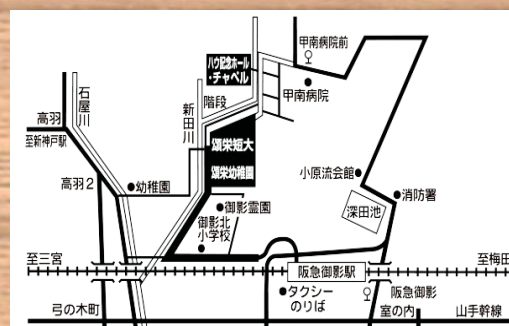 甲南病院前
ハウ記念ホール
・チャペル
甲南病院
石屋川
高羽
至新神戸駅
新田川
階段
頌栄短大
頌栄幼稚園
高羽2
幼稚園
小原流会館
消防署
深田池
御影霊園
御影北
小学校
至三宮
至梅田
阪急御影駅
タクシー
のりば
阪急御影
弓の木町
室の内
山手幹線